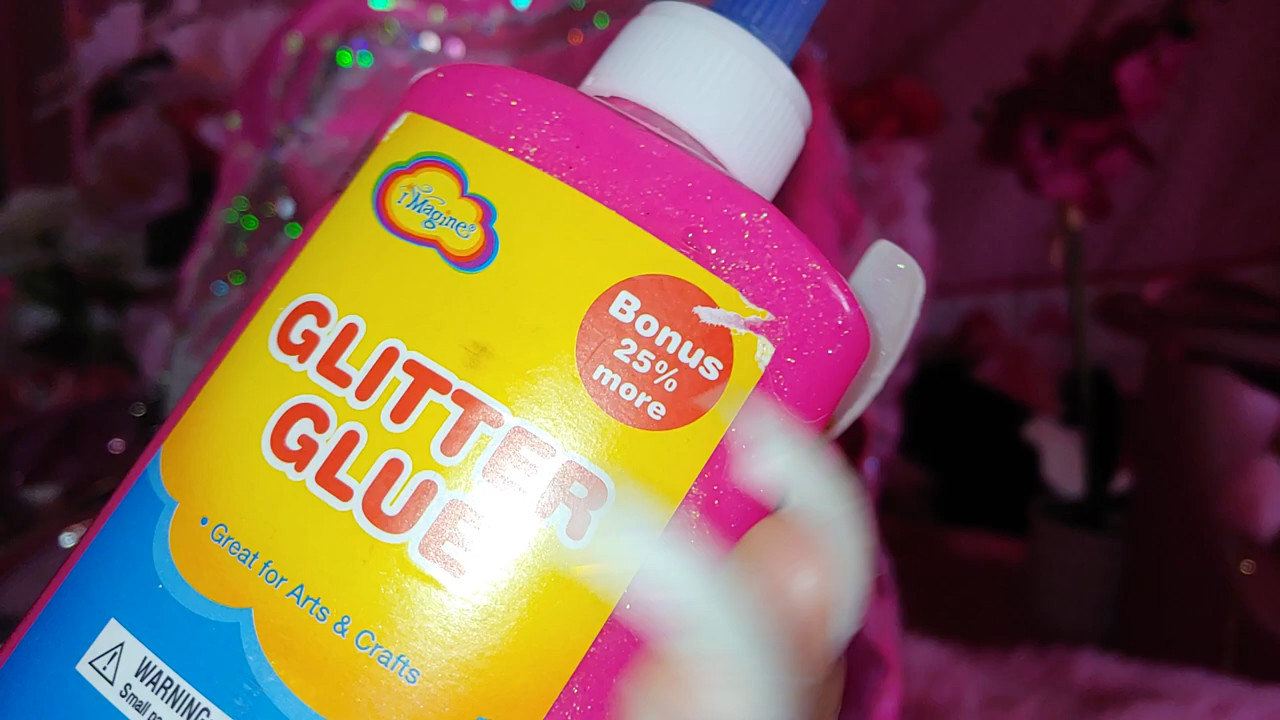 iMagine®
Bonus
25%
more
GLITTER
GLUE
• Great for Arts & Crafts
WARNING
Small